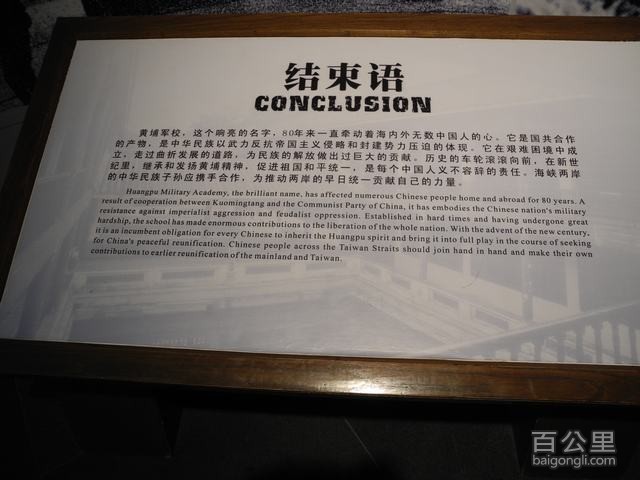 结束语
CONCLUSION
黄埔军校，这个响亮的名字，80年来一直牵动着海内外无数中国人的心。它是国共合作
的产物，是中华民族以武力反抗帝国主义侵略和封建势力压迫的体现。它在艰难困境中成
立，走过曲折发展的道路，为民族的解放做出过巨大的贡献。历史的车轮滚滚向前，在新世
纪里，继承和发扬黄埔精神，促进祖国和平统一，是每个中国人义不容辞的责任。海峡两岸
的中华民族子孙应携手合作，为推动两岸的早日统一贡献自己的力量。
Huangpu Military Academy, the brilliant name, has affected numerous Chinese people home and abroad for 80 years. A
result of cooperation between Kuomingtang and the Communist Party of China, it has embodies the Chinese nation's military
resistance against imperialist aggression and feudalist oppression. Established in hard times and having undergone great
hardship, the school has made enormous contributions to the liberation of the whole nation. With the advent of the new century,
it is an incumbent obligation for every Chinese to inherit the Huangpu spirit and bring it into full play in the course of seeking
for China's peaceful reunification. Chinese people across the Taiwan Straits should join hand in hand and make their own
contributions to earlier reunification of the mainland and Taiwan.
百公里
baigongli.com